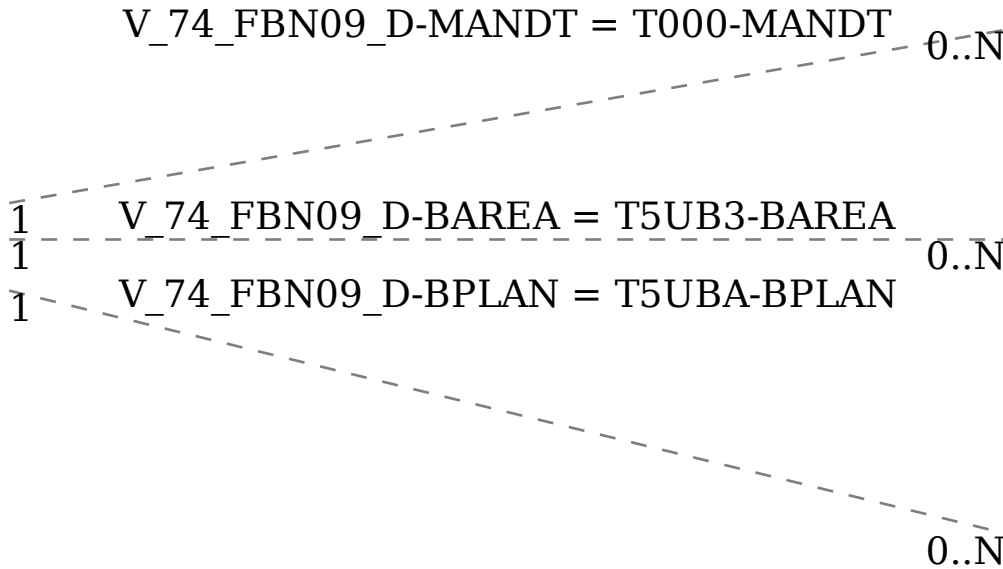 V_74_FBN09_D-MANDT = T000-MANDT
0..N
1
V_74_FBN09_D-BAREA = T5UB3-BAREA
1
0..N
V_74_FBN09_D-BPLAN = T5UBA-BPLAN
1
0..N